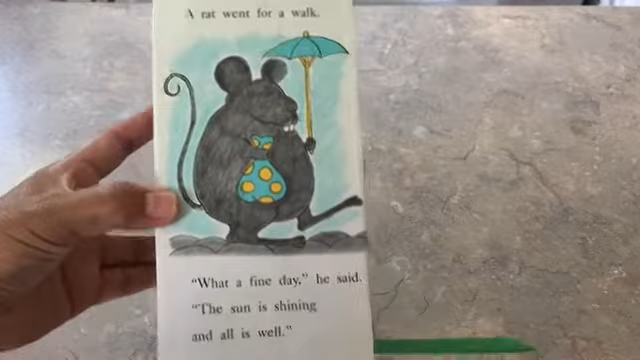 A rat went for a walk.
"What a fine day," he said.
"The sun is shining
and all is well."